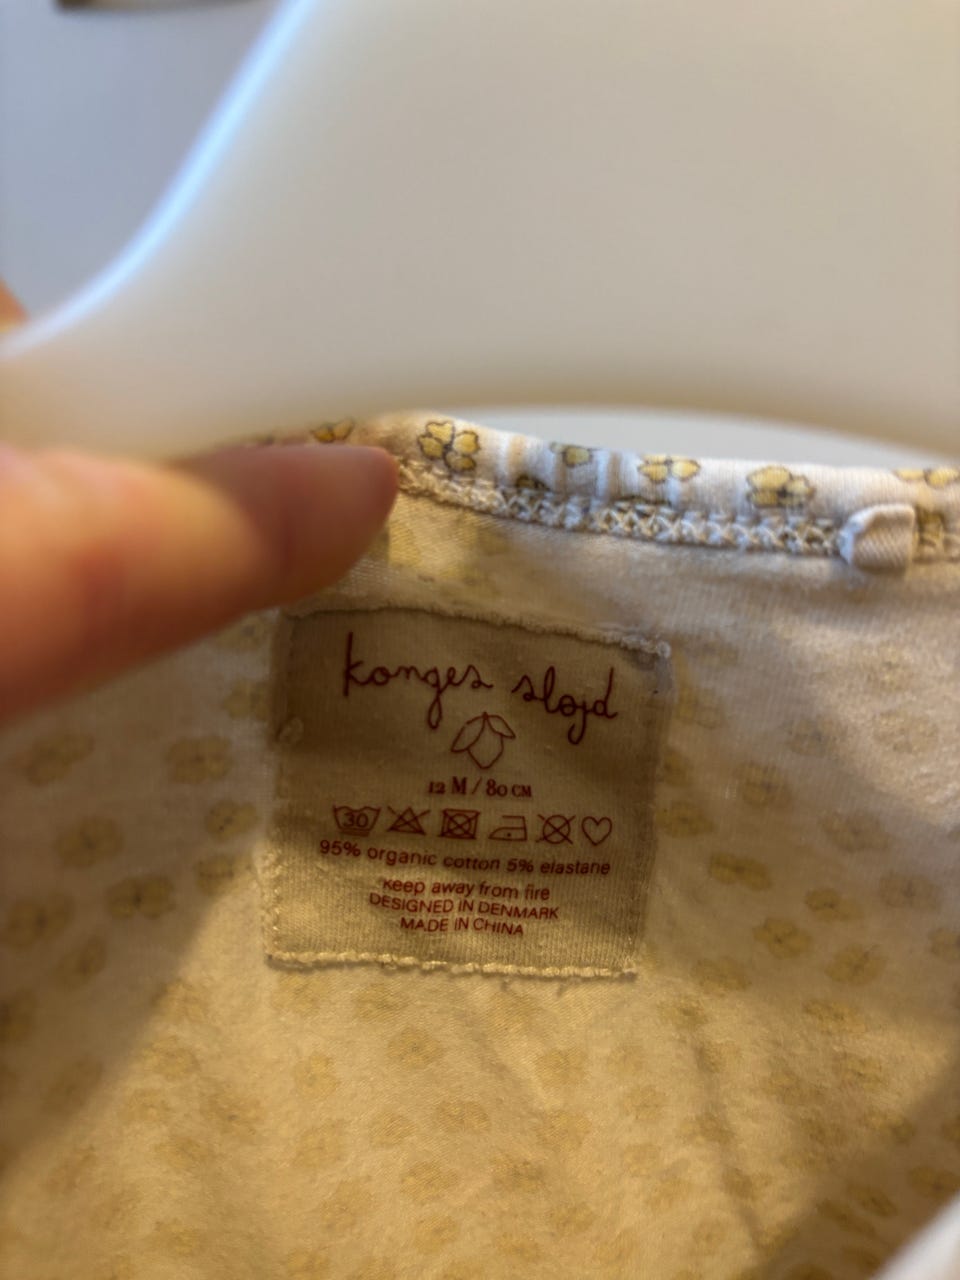 konges sløjd
12 M / 80 CM
30
95% organic cotton 5% elastane
keep away from fire
DESIGNED IN DENMARK
MADE IN CHINA